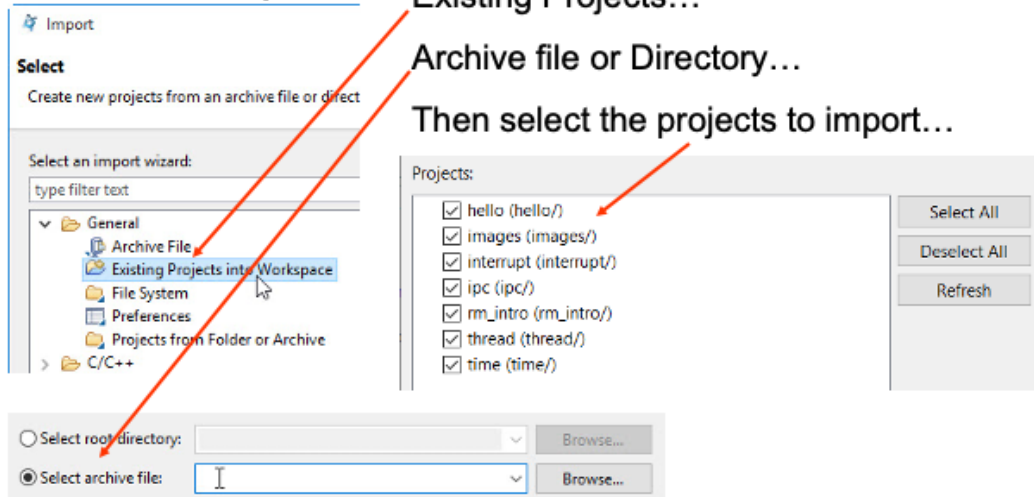 Existing Projects...
Import
Archive file or Directory...
Select
Create new projects from an archive file or direct
Then select the projects to import...
Select an import wizard:
type filter text
General
Archive File
Existing Projects into Workspace
File System
Preferences
Projects from Folder or Archive
C/C++
Projects:
hello (hello/)
images (images/)
interrupt (interrupt/)
ipc (ipc/)
rm_intro (rm_intro/)
thread (thread/)
time (time/)
Select All
Deselect All
Refresh
Select root directory:
Browse...
Select archive file:
Browse...